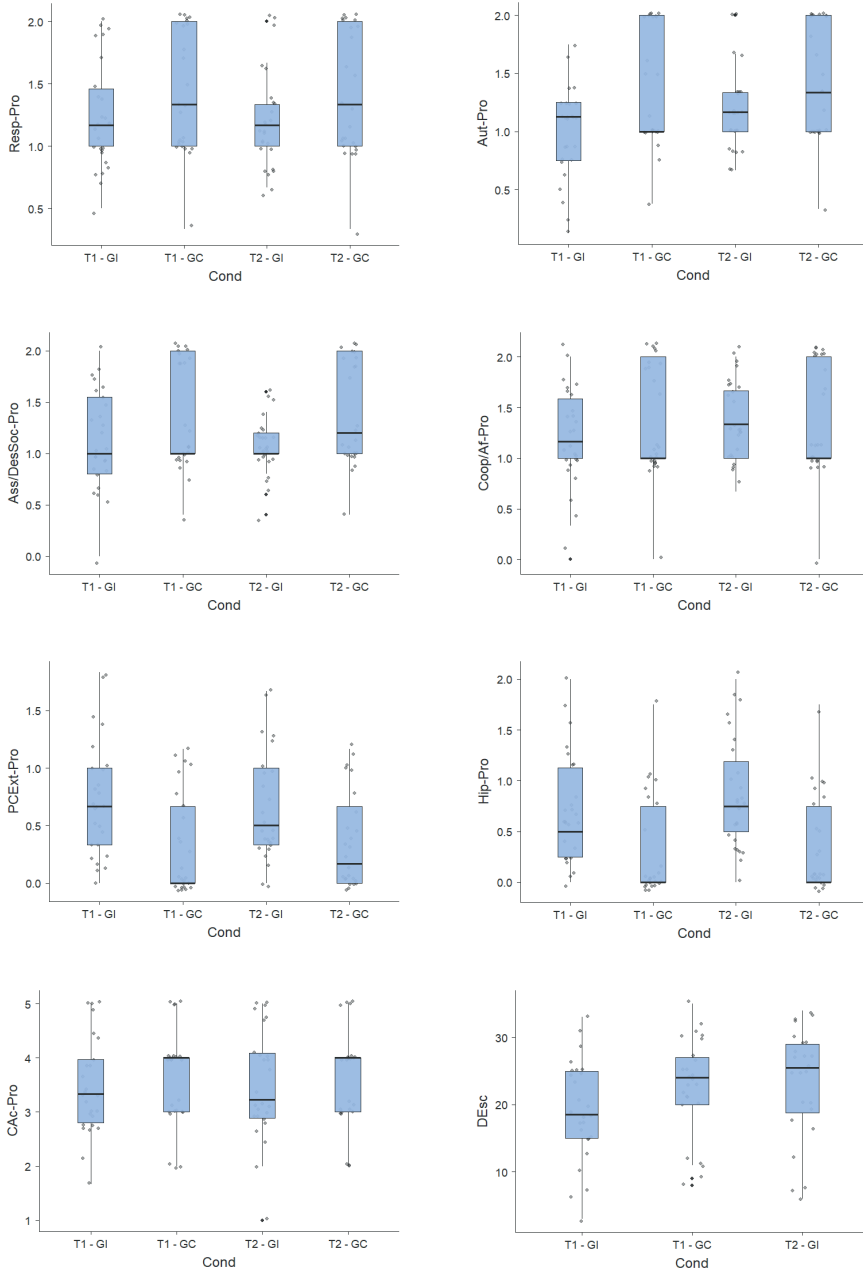 Resp-Pro
2.0
1.5
1.0
0.5
T1 - GI T1 - GC T2 - GI T2 - GC
Cond
Aut-Pro
2.0
1.5
1.0
0.5
T1 - GI T1 - GC T2 - GI T2 - GC
Cond
Ass/DesSoc-Pro
2.0
1.5
1.0
0.5
0.0
T1 - GI T1 - GC T2 - GI T2 - GC
Cond
Coop/Af-Pro
2.0
1.5
1.0
0.5
0.0
T1 - GI T1 - GC T2 - GI T2 - GC
Cond
PCExt-Pro
1.5
1.0
0.5
0.0
T1 - GI T1 - GC T2 - GI T2 - GC
Cond
Hip-Pro
2.0
1.5
1.0
0.5
0.0
T1 - GI T1 - GC T2 - GI T2 - GC
Cond
CAc-Pro
5
4
3
2
1
T1 - GI T1 - GC T2 - GI T2 - GC
Cond
DEsc
30
20
10
T1 - GI T1 - GC T2 - GI
Cond